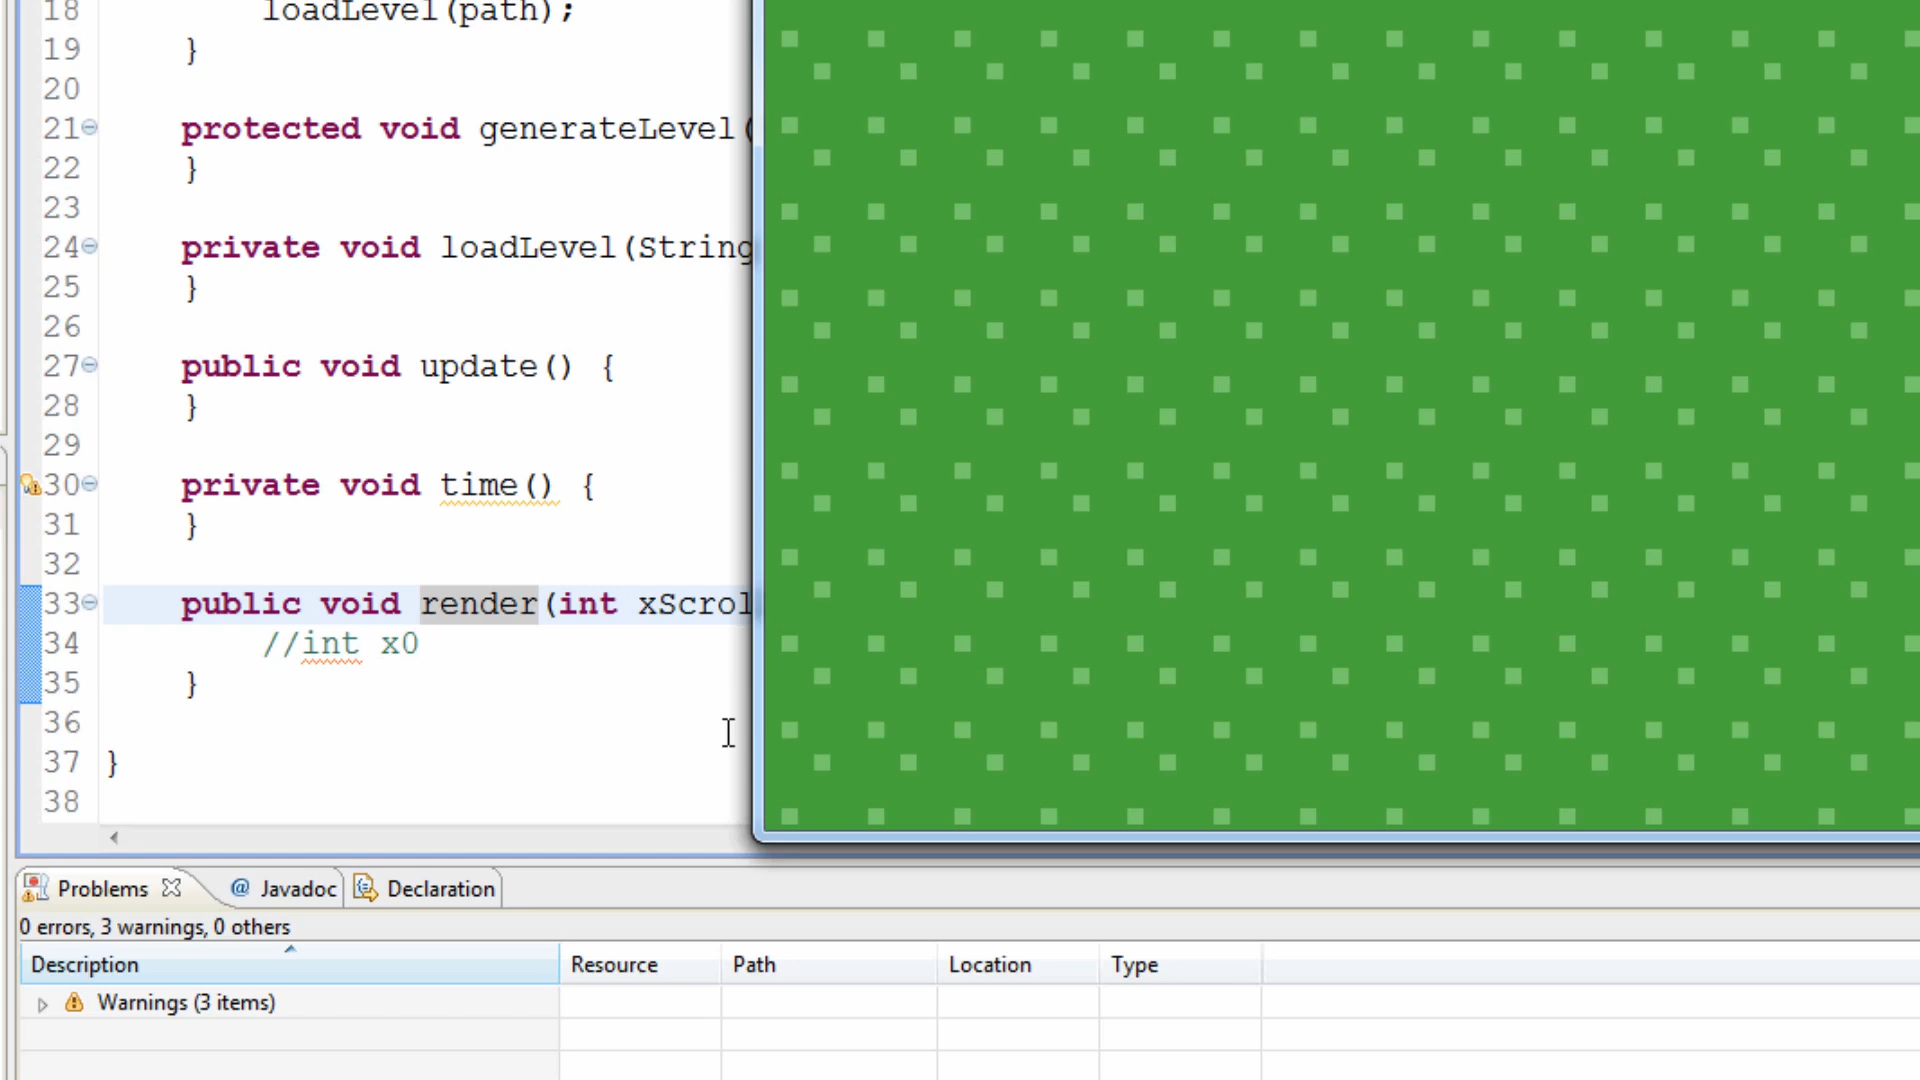 18 loadLevel(path);
19 }
20
21 protected void generateLevel(
22 }
23
24 private void loadLevel(String
25 }
26
27 public void update() {
28 }
29
30 private void time() {
31 }
32
33 public void render(int xScrol
34 //int x0
35 }
36
37 }
38
Problems @ Javadoc Declaration
0 errors, 3 warnings, 0 others
Description Resource Path Location Type
Warnings (3 items)